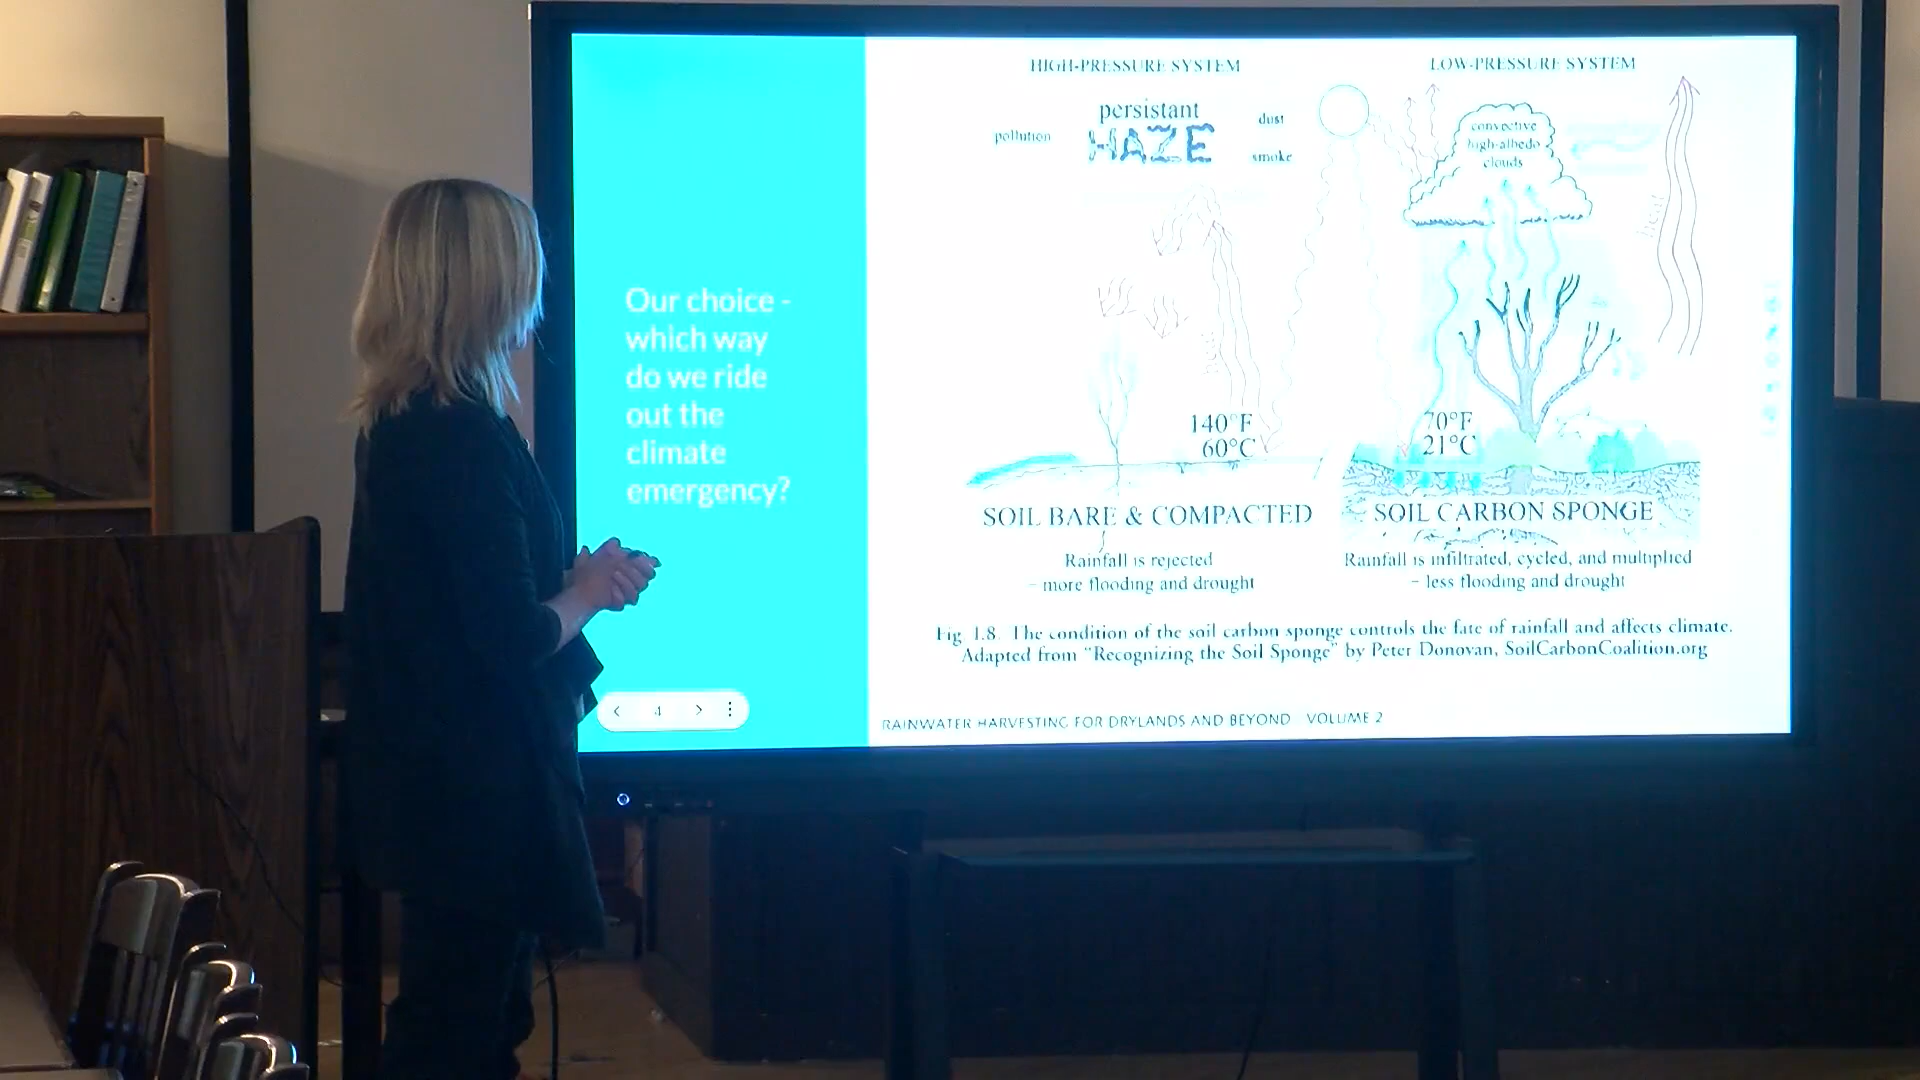 Our choice -
which way
do we ride
out the
climate
emergency?
4
HIGH-PRESSURE SYSTEM
persistant
HAZE
pollution
dust
smoke
140°F
60°C
SOIL BARE & COMPACTED
Rainfall is rejected
– more flooding and drought
LOW-PRESSURE SYSTEM
convective
high-albedo
clouds
70°F
21°C
SOIL CARBON SPONGE
Rainfall is infiltrated, cycled, and multiplied
– less flooding and drought
Fig 1.8. The condition of the soil carbon sponge controls the fate of rainfall and affects climate.
Adapted from "Recognizing the Soil Sponge" by Peter Donovan, SoilCarbonCoalition.org
RAINWATER HARVESTING FOR DRYLANDS AND BEYOND VOLUME 2